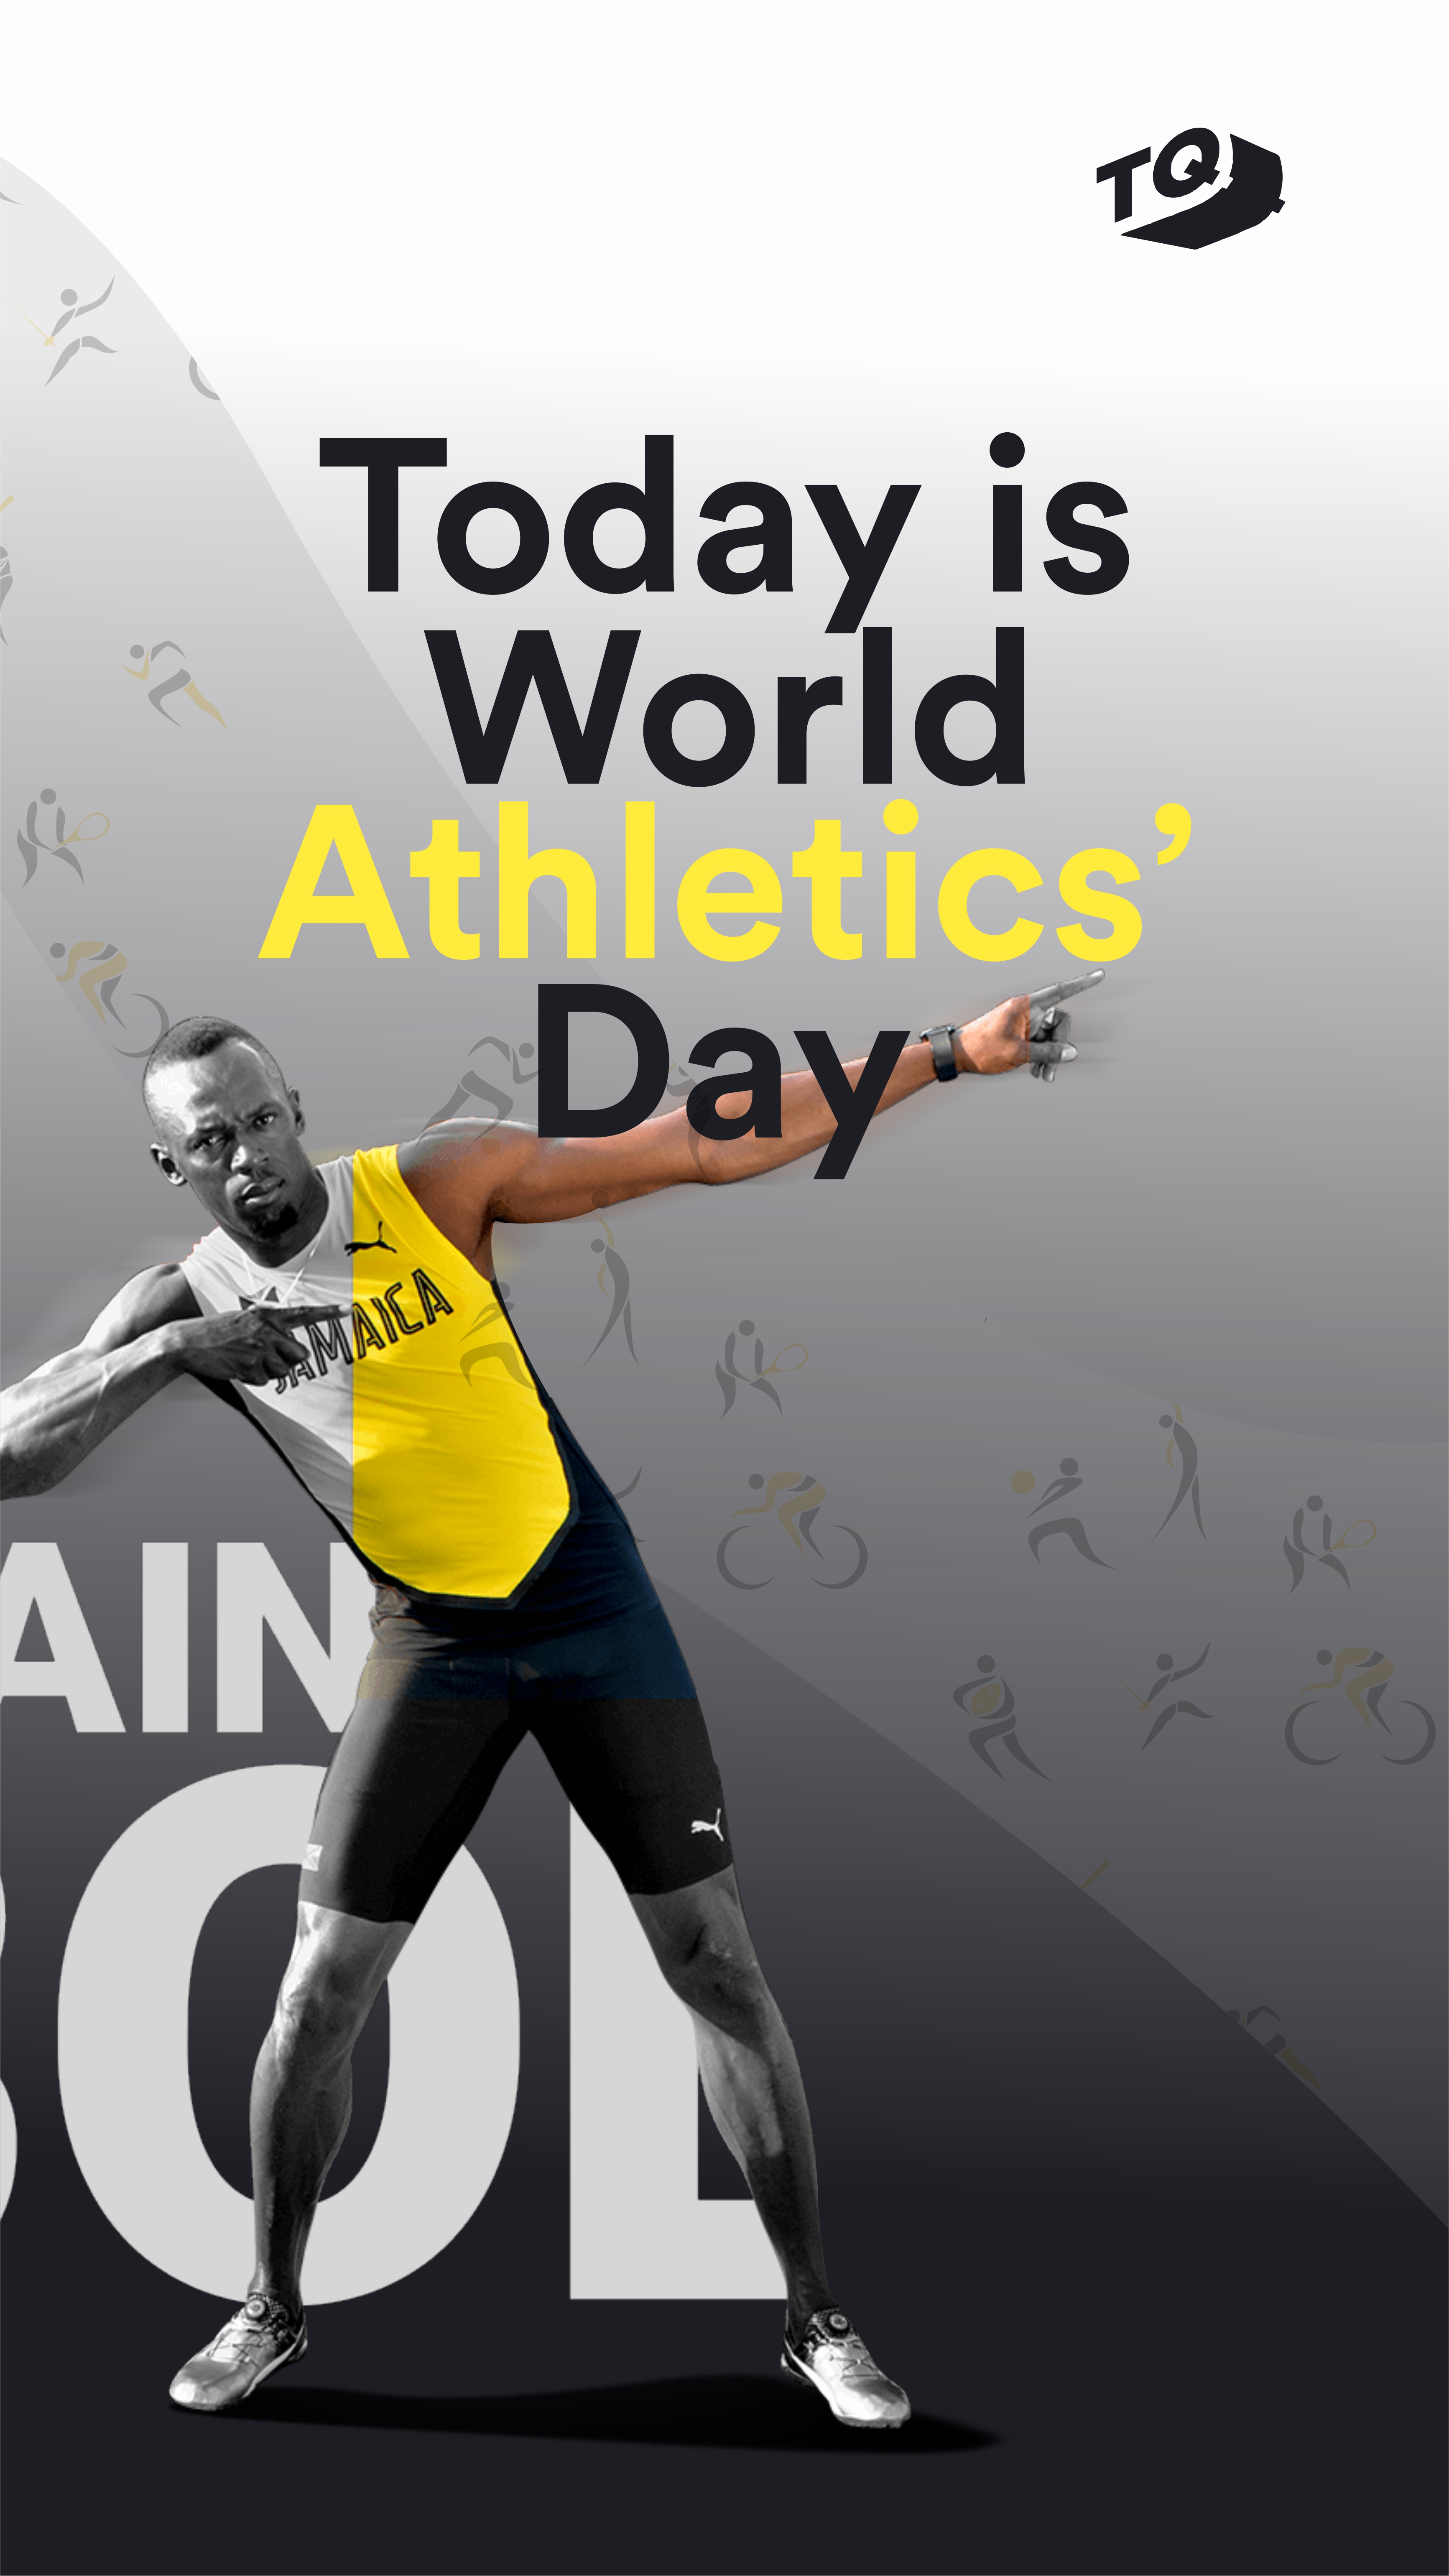 TQ
Today is
World
Athletics’
Day
JAMAICA
AIN
BOL